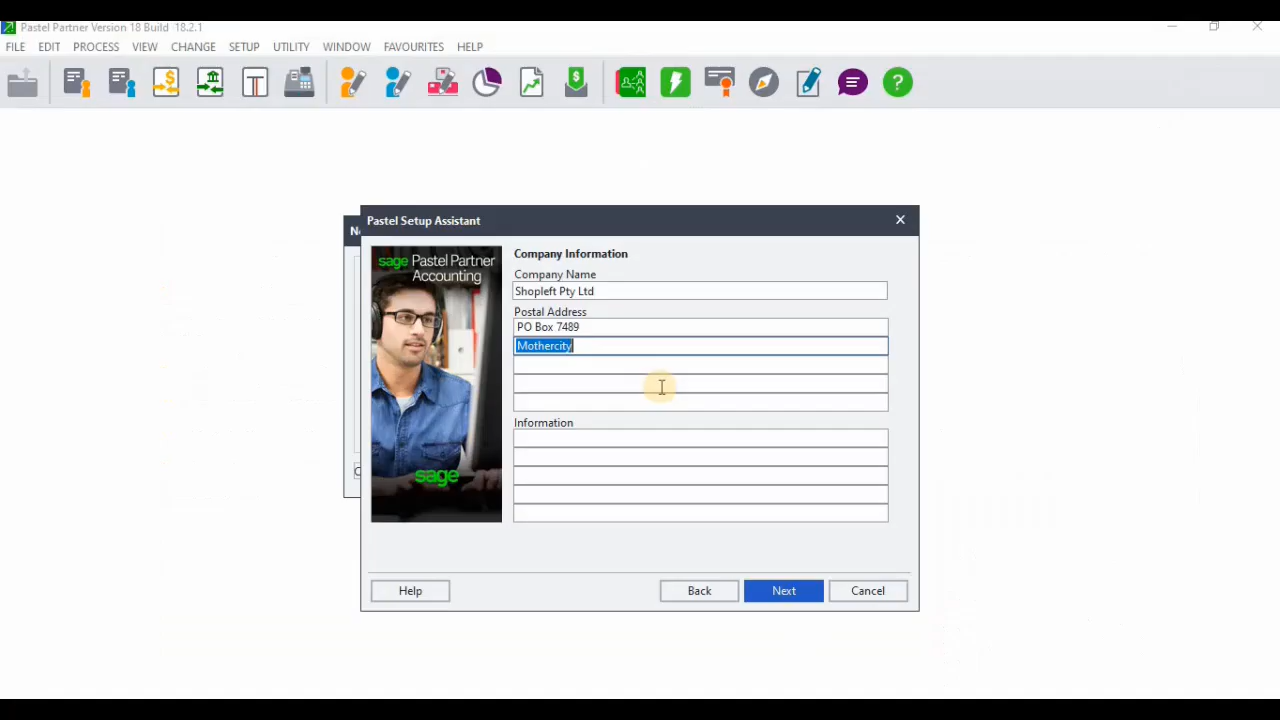 Pastel Partner Version 18 Build 18.2.1
FILE EDIT PROCESS VIEW CHANGE SETUP UTILITY WINDOW FAVOURITES HELP
Pastel Setup Assistant
sage Pastel Partner
Accounting
sage
Company Information
Company Name
Shopleft Pty Ltd
Postal Address
PO Box 7489
Mothercity
Information
Help Back Next Cancel